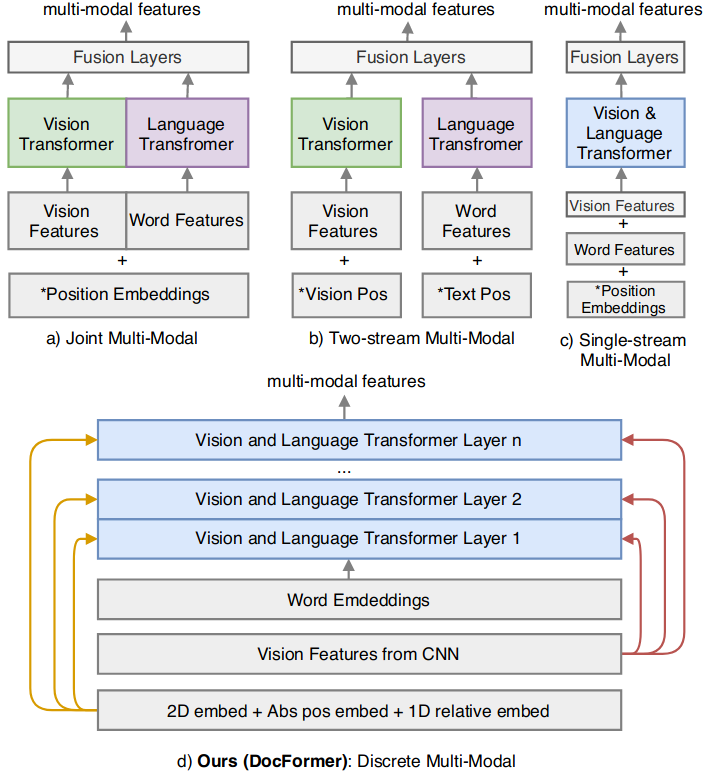 multi-modal features
Fusion Layers
Vision
Transformer
Language
Transfromer
Vision
Features
Word Features
+
*Position Embeddings
a) Joint Multi-Modal
multi-modal features
Fusion Layers
Vision
Transformer
Language
Transformer
Vision
Features
Word
Features
+
+
*Vision Pos
*Text Pos
b) Two-stream Multi-Modal
multi-modal features
Fusion Layers
Vision &
Language
Transfomer
Vision Features
+
Word Features
+
*Position
Embeddings
c) Single-stream
Multi-Modal
multi-modal features
Vision and Language Transformer Layer n
...
Vision and Language Transformer Layer 2
Vision and Language Transformer Layer 1
Word Emdeddings
Vision Features from CNN
2D embed + Abs pos embed + 1D relative embed
d) Ours (DocFormer): Discrete Multi-Modal